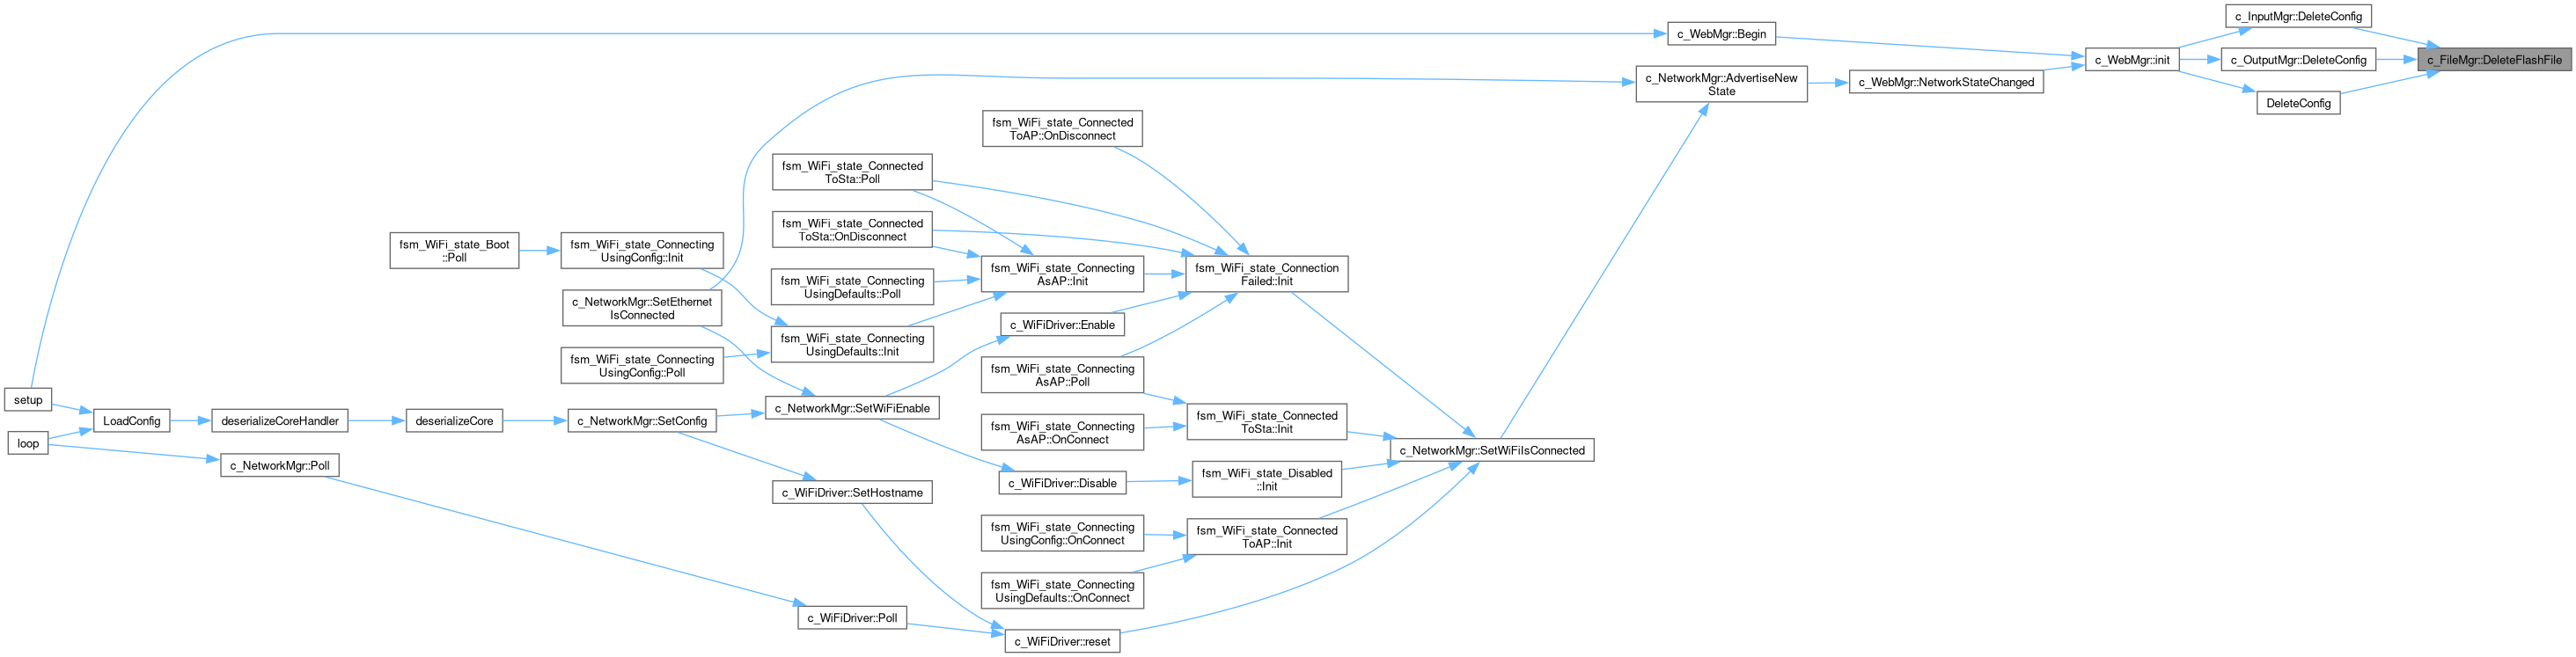 c_InputMgr::DeleteConfig
c_WebMgr::Begin
c_WebMgr::init
c_OutputMgr::DeleteConfig
c_FileMgr::DeleteFlashFile
c_NetworkMgr::AdvertiseNew
State
c_WebMgr::NetworkStateChanged
DeleteConfig
fsm_WiFi_state_Connected
ToAP::OnDisconnect
fsm_WiFi_state_Connected
ToSta::Poll
fsm_WiFi_state_Connected
ToSta::OnDisconnect
fsm_WiFi_state_Boot
::Poll
fsm_WiFi_state_Connecting
UsingConfig::Init
fsm_WiFi_state_Connecting
AsAP::Init
fsm_WiFi_state_Connection
Failed::Init
fsm_WiFi_state_Connecting
UsingDefaults::Poll
c_NetworkMgr::SetEthernet
IsConnected
c_WiFiDriver::Enable
fsm_WiFi_state_Connecting
UsingDefaults::Init
fsm_WiFi_state_Connecting
UsingConfig::Poll
fsm_WiFi_state_Connecting
AsAP::Poll
setup
LoadConfig
deserializeCoreHandler
deserializeCore
c_NetworkMgr::SetConfig
c_NetworkMgr::SetWiFiEnable
fsm_WiFi_state_Connected
ToSta::Init
fsm_WiFi_state_Connecting
AsAP::OnConnect
loop
c_NetworkMgr::SetWiFiIsConnected
c_NetworkMgr::Poll
c_WiFiDriver::Disable
fsm_WiFi_state_Disabled
::Init
c_WiFiDriver::SetHostname
fsm_WiFi_state_Connecting
UsingConfig::OnConnect
fsm_WiFi_state_Connected
ToAP::Init
fsm_WiFi_state_Connecting
UsingDefaults::OnConnect
c_WiFiDriver::Poll
c_WiFiDriver::reset